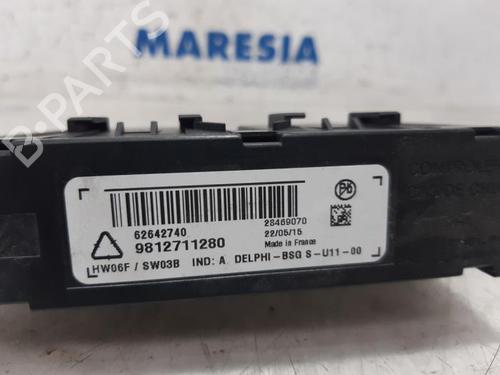 MARESIA
B-PARTS
62642740
9812711280
28469070
22/05/15
Made in France
HW06F / SW03B IND: A DELPHI-BSG S-U11-00